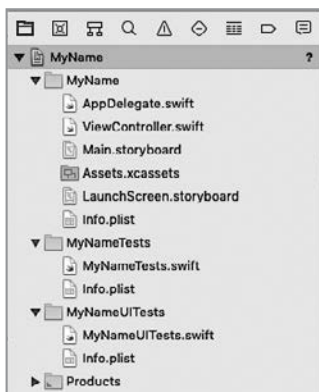 MyName ?
MyName
AppDelegate.swift
ViewController.swift
Main.storyboard
Assets.xcassets
LaunchScreen.storyboard
Info.plist
MyNameTests
MyNameTests.swift
Info.plist
MyNameUITests
MyNameUITests.swift
Info.plist
Products